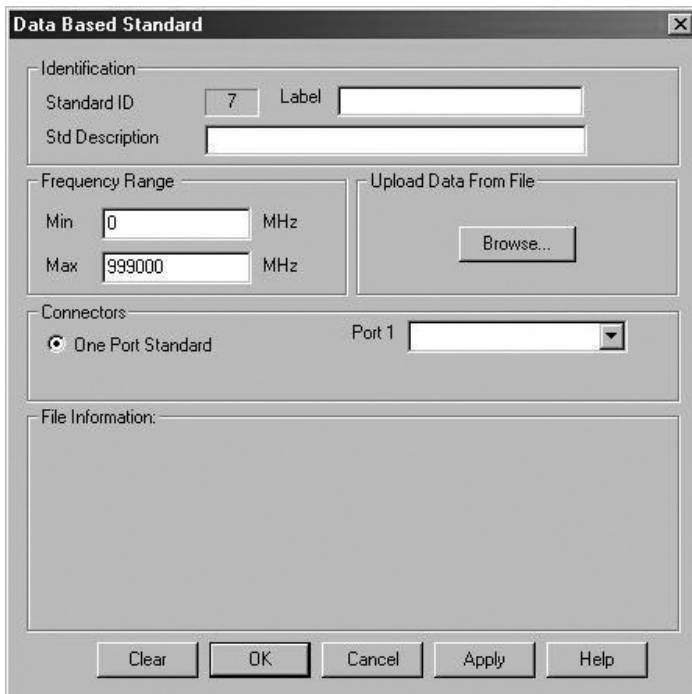 Data Based Standard
Identification
Standard ID 7 Label
Std Description
Frequency Range
Min 0 MHz
Max 999000 MHz
Upload Data From File
Browse...
Connectors
One Port Standard Port 1
File Information:
Clear OK Cancel Apply Help